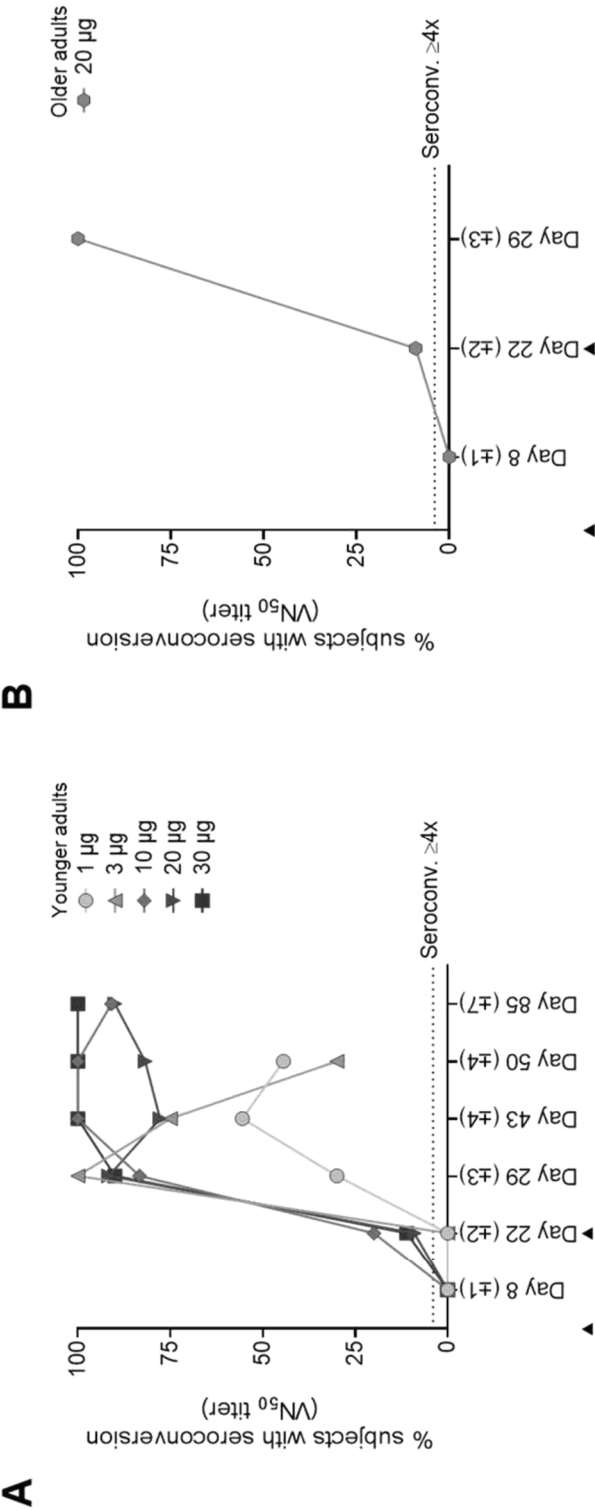 A
% subjects with seroconversion
(VN50 titer)
100
75
50
25
0
Day 8 (±1)
Day 22 (±2)
Day 29 (±3)
Day 43 (±4)
Day 50 (±4)
Day 85 (±7)
Seroconv. ≥4x
Younger adults
1 µg
3 µg
10 µg
20 µg
30 µg
B
% subjects with seroconversion
(VN50 titer)
100
75
50
25
0
Day 8 (±1)
Day 22 (±2)
Day 29 (±3)
Seroconv. ≥4x
Older adults
20 µg